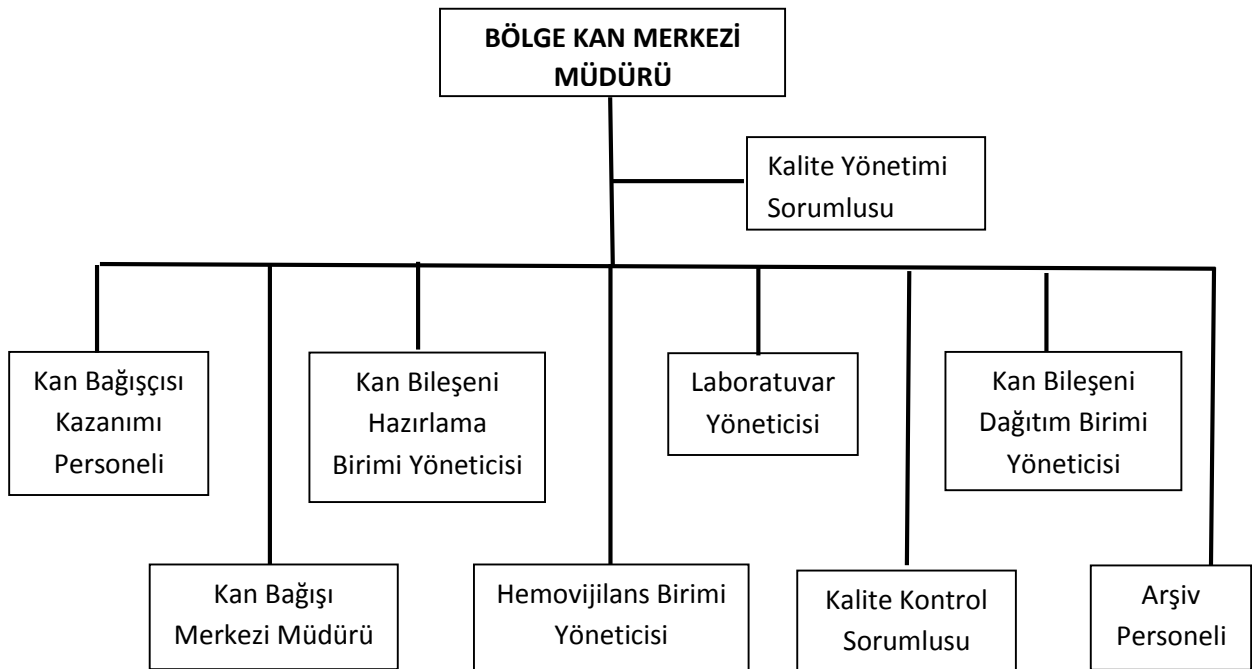 BÖLGE KAN MERKEZİ
MÜDÜRÜ
Kalite Yönetimi
Sorumlusu
Kan Bağışçısı
Kazanımı
Personeli
Kan Bileşeni
Hazırlama
Birimi Yöneticisi
Laboratuvar
Yöneticisi
Kan Bileşeni
Dağıtım Birimi
Yöneticisi
Kan Bağışı
Merkezi Müdürü
Hemovijilans Birimi
Yöneticisi
Kalite Kontrol
Sorumlusu
Arşiv
Personeli